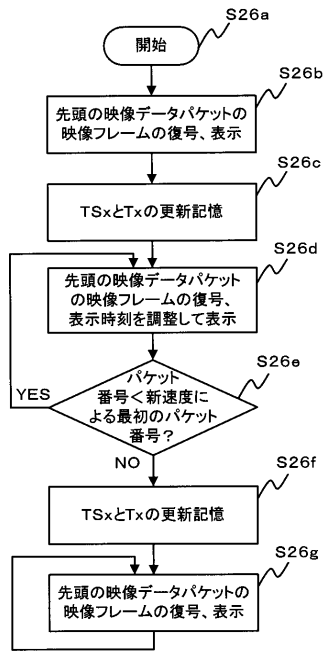 S26a
開始
S26b
先頭の映像データパケットの
映像フレームの復号、表示
S26c
TSxとTxの更新記憶
S26d
先頭の映像データパケット
の映像フレームの復号、
表示時刻を調整して表示
S26e
パケット
番号<新速度に
よる最初のパケット
番号?
YES
NO
S26f
TSxとTxの更新記憶
S26g
先頭の映像データパケットの
映像フレームの復号、表示